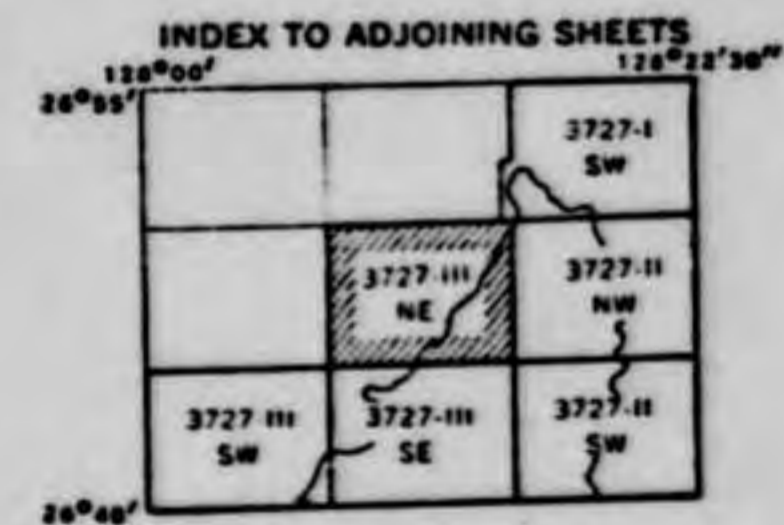 INDEX TO ADJOINING SHEETS
128°00' 128°22'30"
26°55'
3727-I
SW
3727-III
NE
3727-II
NW
3727 III
SW
3727-III
SE
3727-II
SW
26°40'